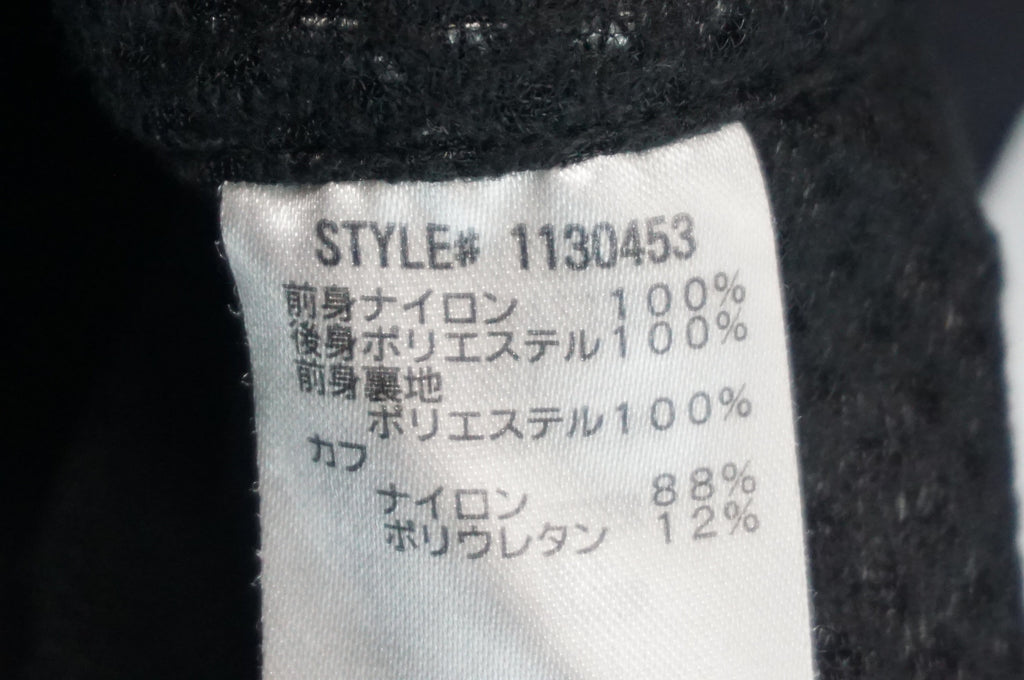 STYLE# 1130453
前身ナイロン 100%
後身ポリエステル100%
前身裏地
ポリエステル100%
カフ
ナイロン 88%
ポリウレタン 12%